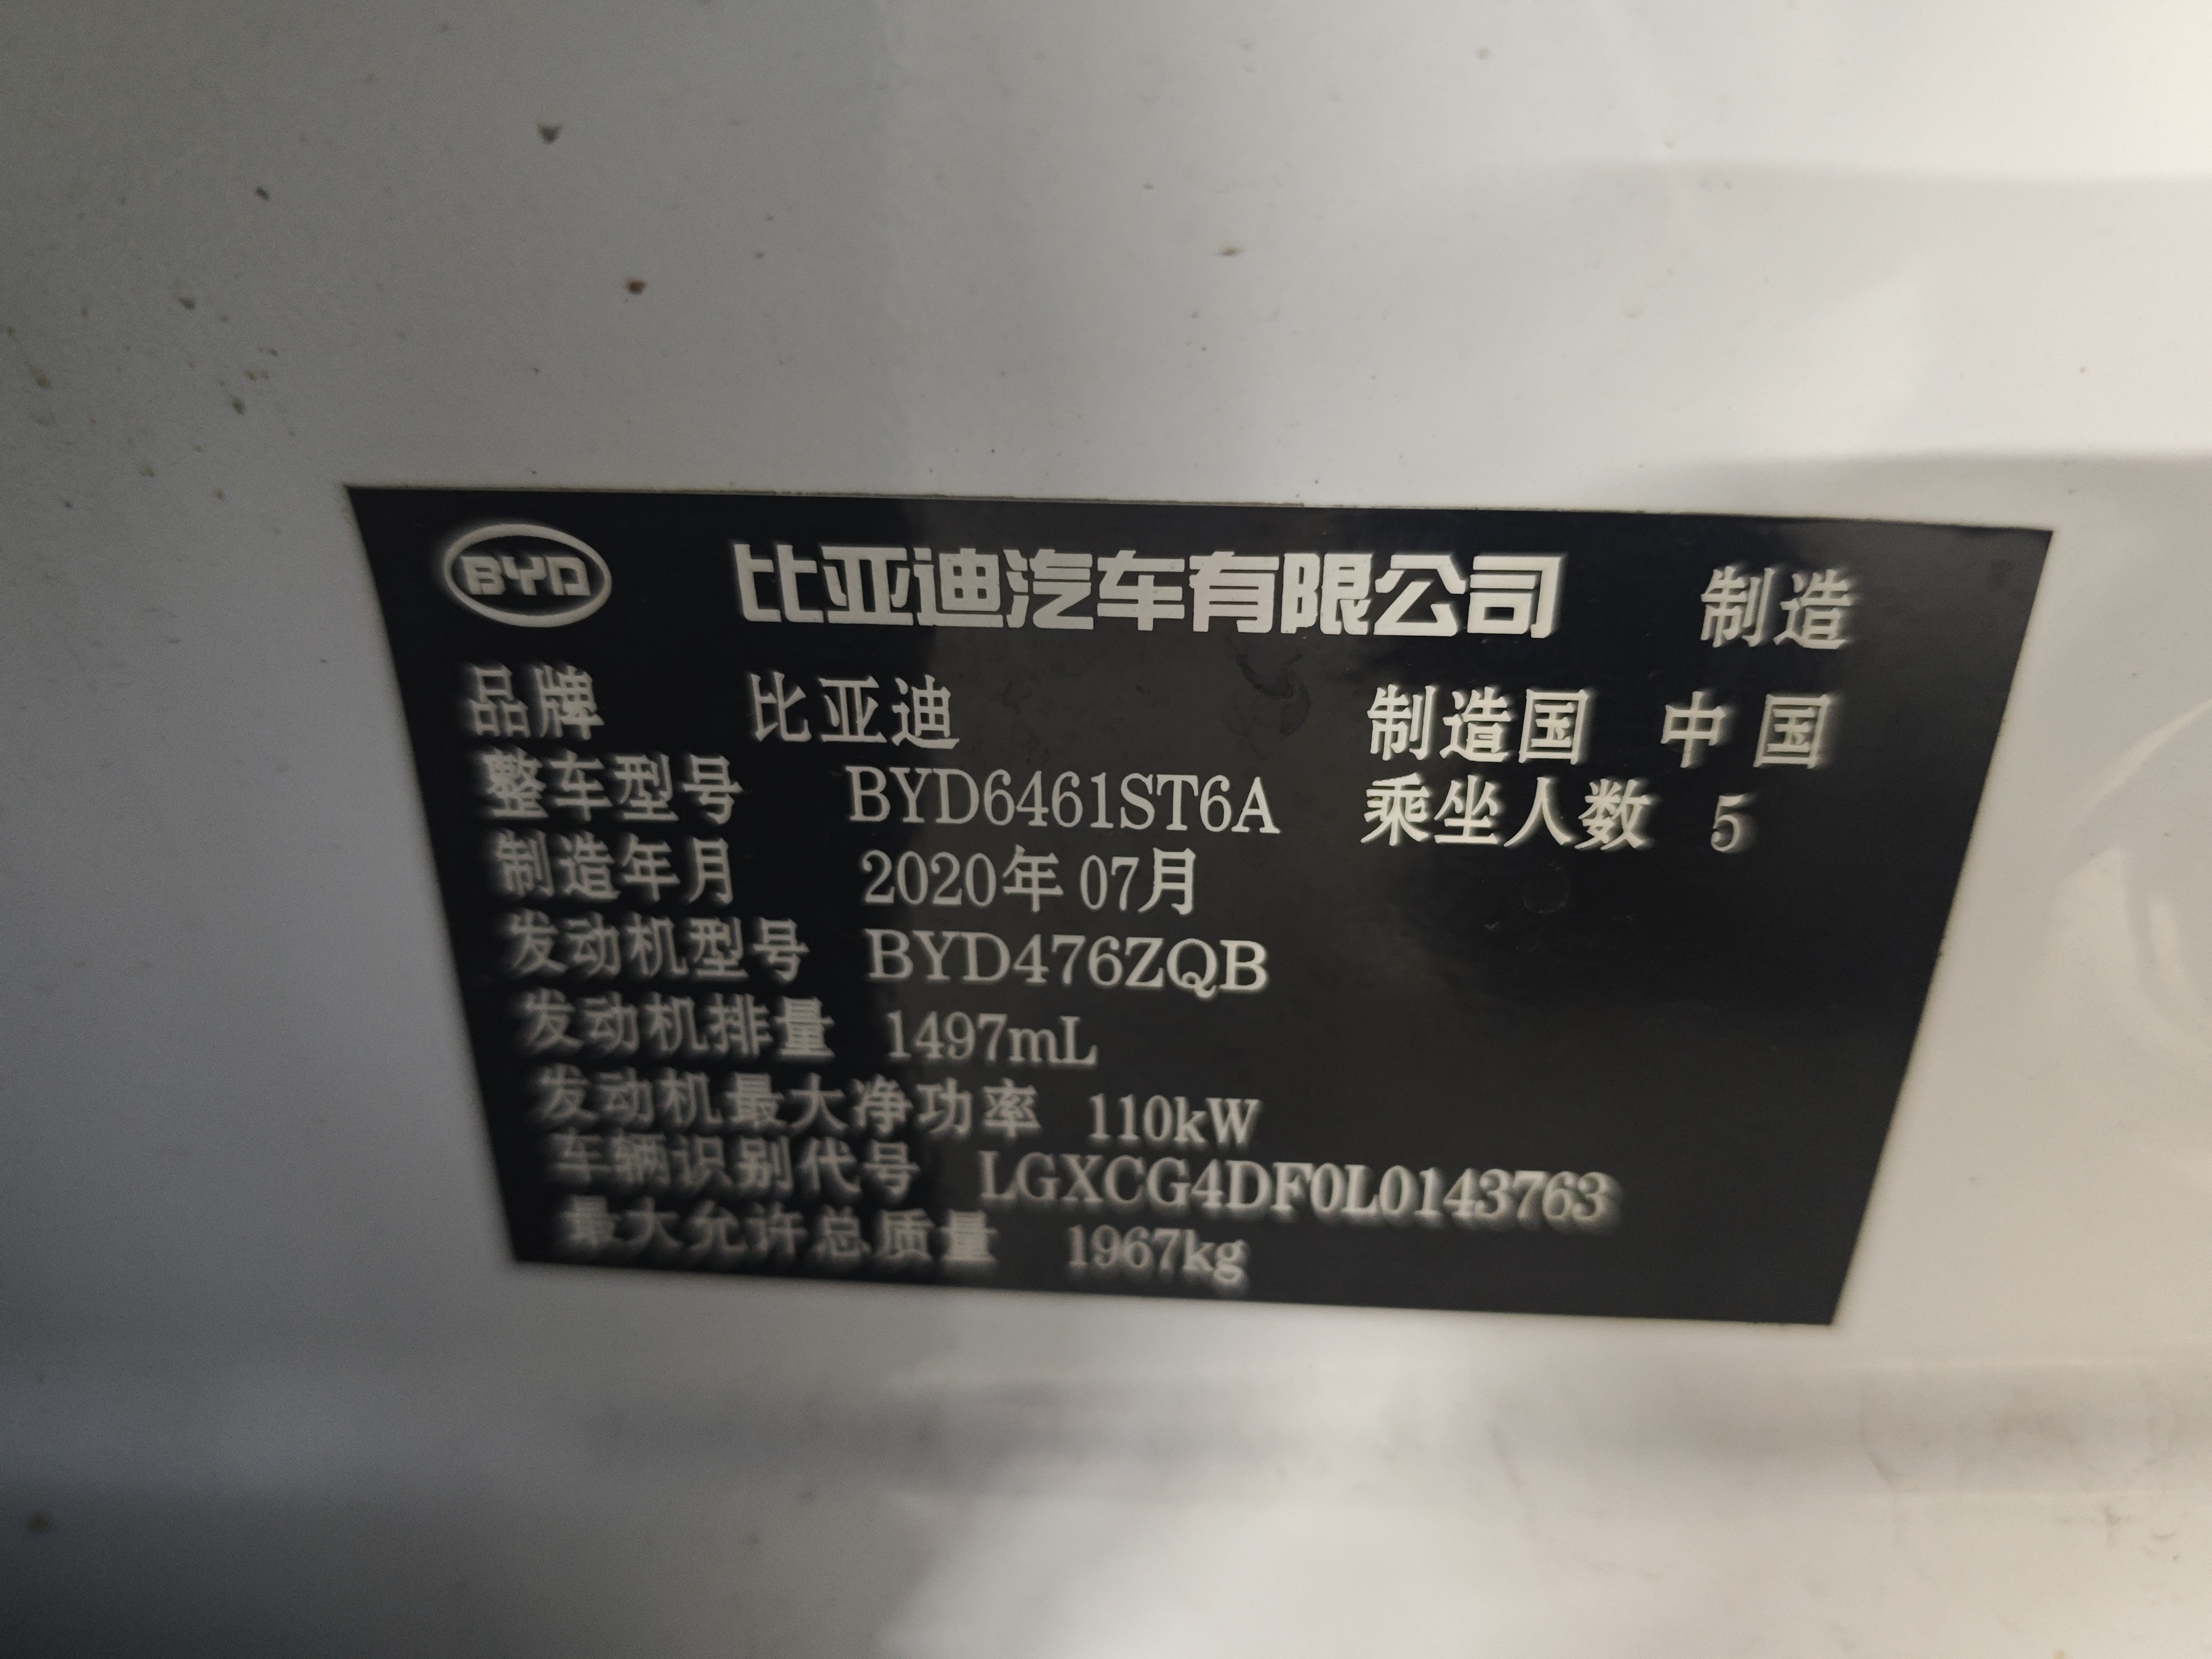 BYD 比亚迪汽车有限公司 制造
品牌 比亚迪 制造国 中国
整车型号 BYD6461ST6A 乘坐人数 5
制造年月 2020年07月
发动机型号 BYD476ZQB
发动机排量 1497mL
发动机最大净功率 110kW
车辆识别代号 LGXCG4DF0L0143763
最大允许总质量 1967kg